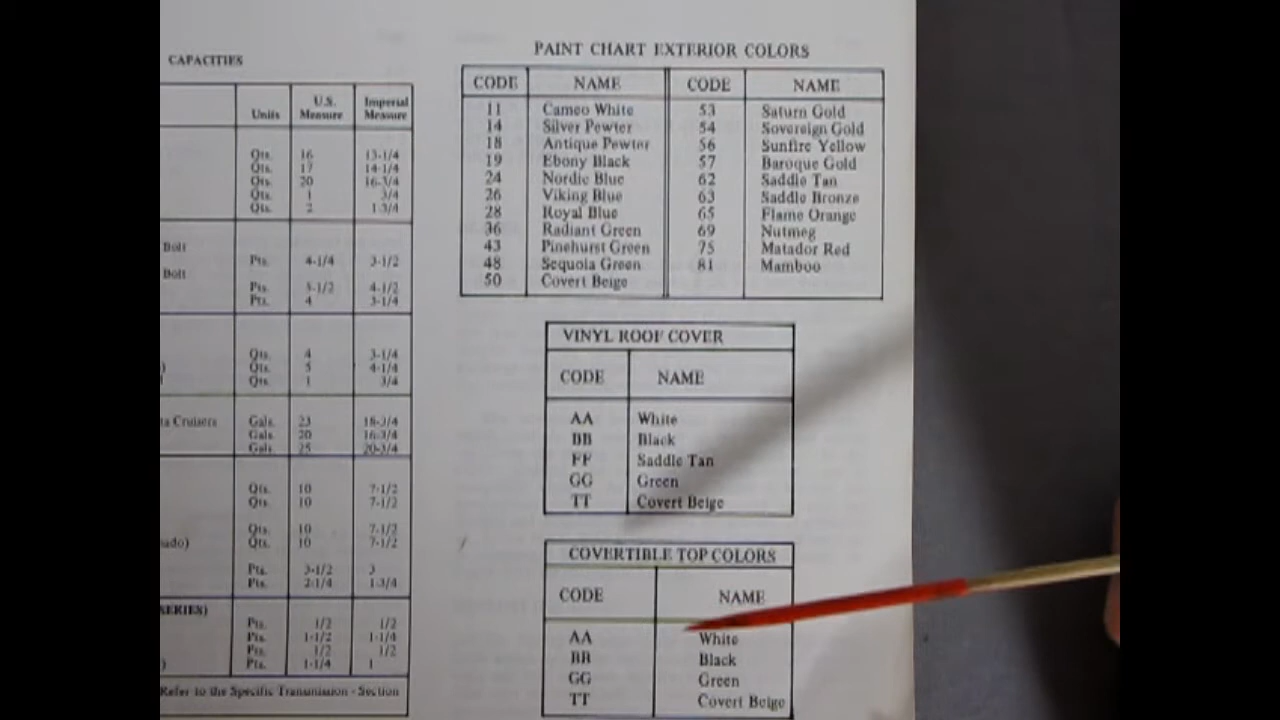 CAPACITIES
Units U.S. Measure Imperial Measure
Qts. 16 13-1/4
Qts. 17 14-1/4
Qts. 20 16-3/4
Qts. 1 3/4
Qts. 2 1 3/4
Bolt
Pts. 4-1/4 3-1/2
Bolt
Pts. 5-1/2 4-1/2
Pts. 4 3-1/4
Qts. 4 3-1/4
) Qts. 5 4-1/4
Qts. 1 3/4
ta Cruisers Gals. 23 18-3/4
Gals. 20 16-3/4
Gals. 25 20-3/4
Qts. 10 7-1/2
Qts. 10 7-1/2
Qts. 10 7-1/2
ado) Qts. 10 7-1/2
Pts. 3-1/2 3
Pts. 2-1/4 1-3/4
SERIES)
Pts. 1/2 1/2
Pts. 1-1/2 1-1/4
Pts. 1/2 1/2
) Pts. 1-1/4 1
Refer to the Specific Transmission - Section
PAINT CHART EXTERIOR COLORS
CODE NAME CODE NAME
11 Cameo White 53 Saturn Gold
14 Silver Pewter 54 Sovereign Gold
18 Antique Pewter 56 Sunfire Yellow
19 Ebony Black 57 Baroque Gold
24 Nordic Blue 62 Saddle Tan
26 Viking Blue 63 Saddle Bronze
28 Royal Blue 65 Flame Orange
36 Radiant Green 69 Nutmeg
43 Pinehurst Green 75 Matador Red
48 Sequoia Green 81 Mamboo
50 Covert Beige
VINYL ROOF COVER
CODE NAME
AA White
BB Black
FF Saddle Tan
GG Green
TT Covert Beige
COVERTIBLE TOP COLORS
CODE NAME
AA White
BB Black
GG Green
TT Covert Beige